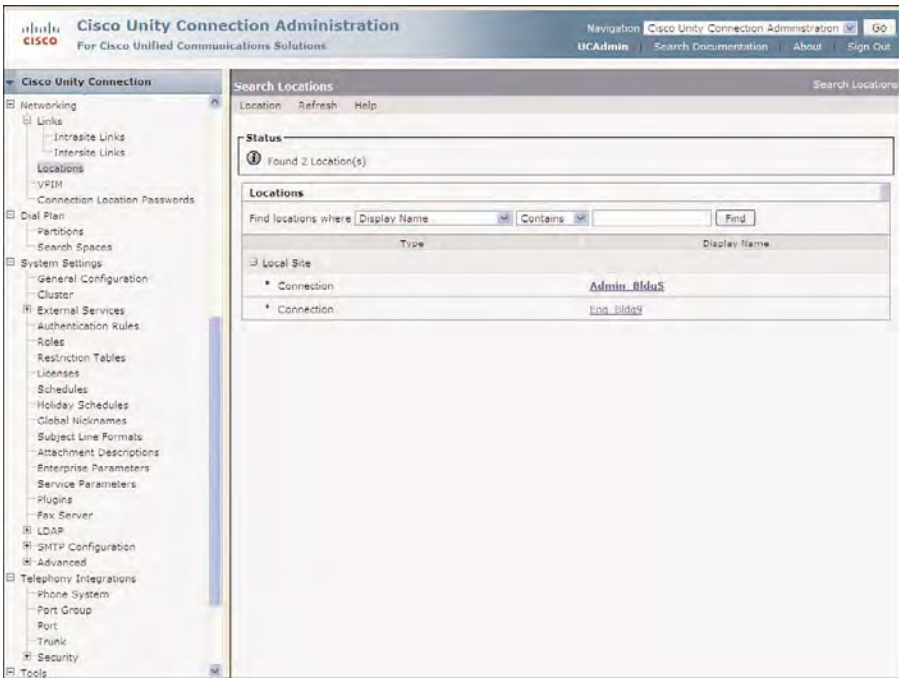 Cisco Unity Connection Administration
CISCO
For Cisco Unified Communications Solutions
Navigation Cisco Unity Connection Administration Go
UCAdmin Search Documentation About Sign Out
Cisco Unity Connection
Networking
Links
Intrasite Links
Intersite Links
Locations
VPIM
Connection Location Passwords
Dial Plan
Partitions
Search Spaces
System Settings
General Configuration
Cluster
External Services
Authentication Rules
Roles
Restriction Tables
Licenses
Schedules
Holiday Schedules
Global Nicknames
Subject Line Formats
Attachment Descriptions
Enterprise Parameters
Service Parameters
Plugins
Fax Server
LDAP
SMTP Configuration
Advanced
Telephony Integrations
Phone System
Port Group
Port
Trunk
Security
Tools
Search Locations
Search Locations
Location Refresh Help
Status
Found 2 Location(s)
Locations
Find locations where Display Name Contains Find
Type Display Name
Local Site
Connection Admin_Bldg5
Connection Eng_Bldg9